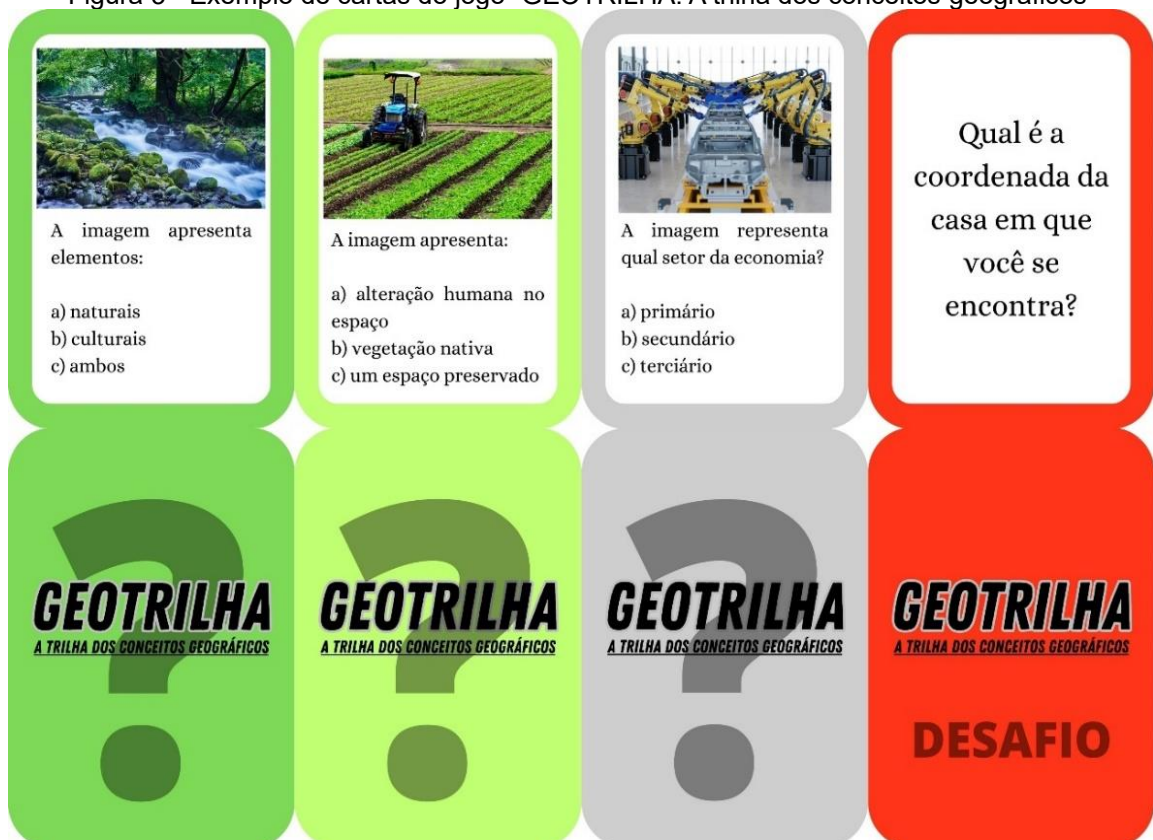 A imagem apresenta
elementos:
a) naturais
b) culturais
c) ambos
A imagem apresenta:
a) alteração humana no
espaço
b) vegetação nativa
c) um espaço preservado
A imagem representa
qual setor da economia?
a) primário
b) secundário
c) terciário
Qual é a
coordenada da
casa em que
você se
encontra?
?
GEOTRILHA
A TRILHA DOS CONCEITOS GEOGRÁFICOS
?
GEOTRILHA
A TRILHA DOS CONCEITOS GEOGRÁFICOS
?
GEOTRILHA
A TRILHA DOS CONCEITOS GEOGRÁFICOS
GEOTRILHA
A TRILHA DOS CONCEITOS GEOGRÁFICOS
DESAFIO